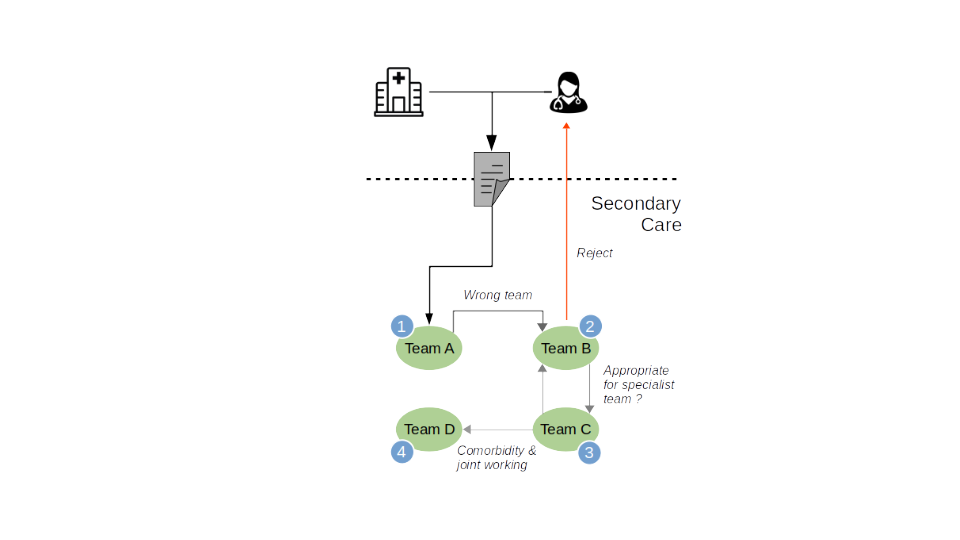 Secondary
Care
Reject
Wrong team
1
2
Team A
Team B
Appropriate
for specialist
team ?
Team D
Team C
4
3
Comorbidity &
joint working